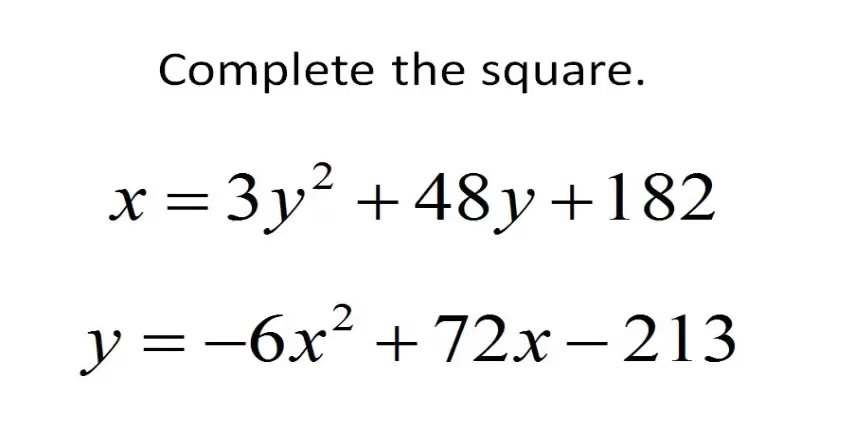 Complete the square.
x = 3y² + 48y + 182
y = −6x² + 72x − 213